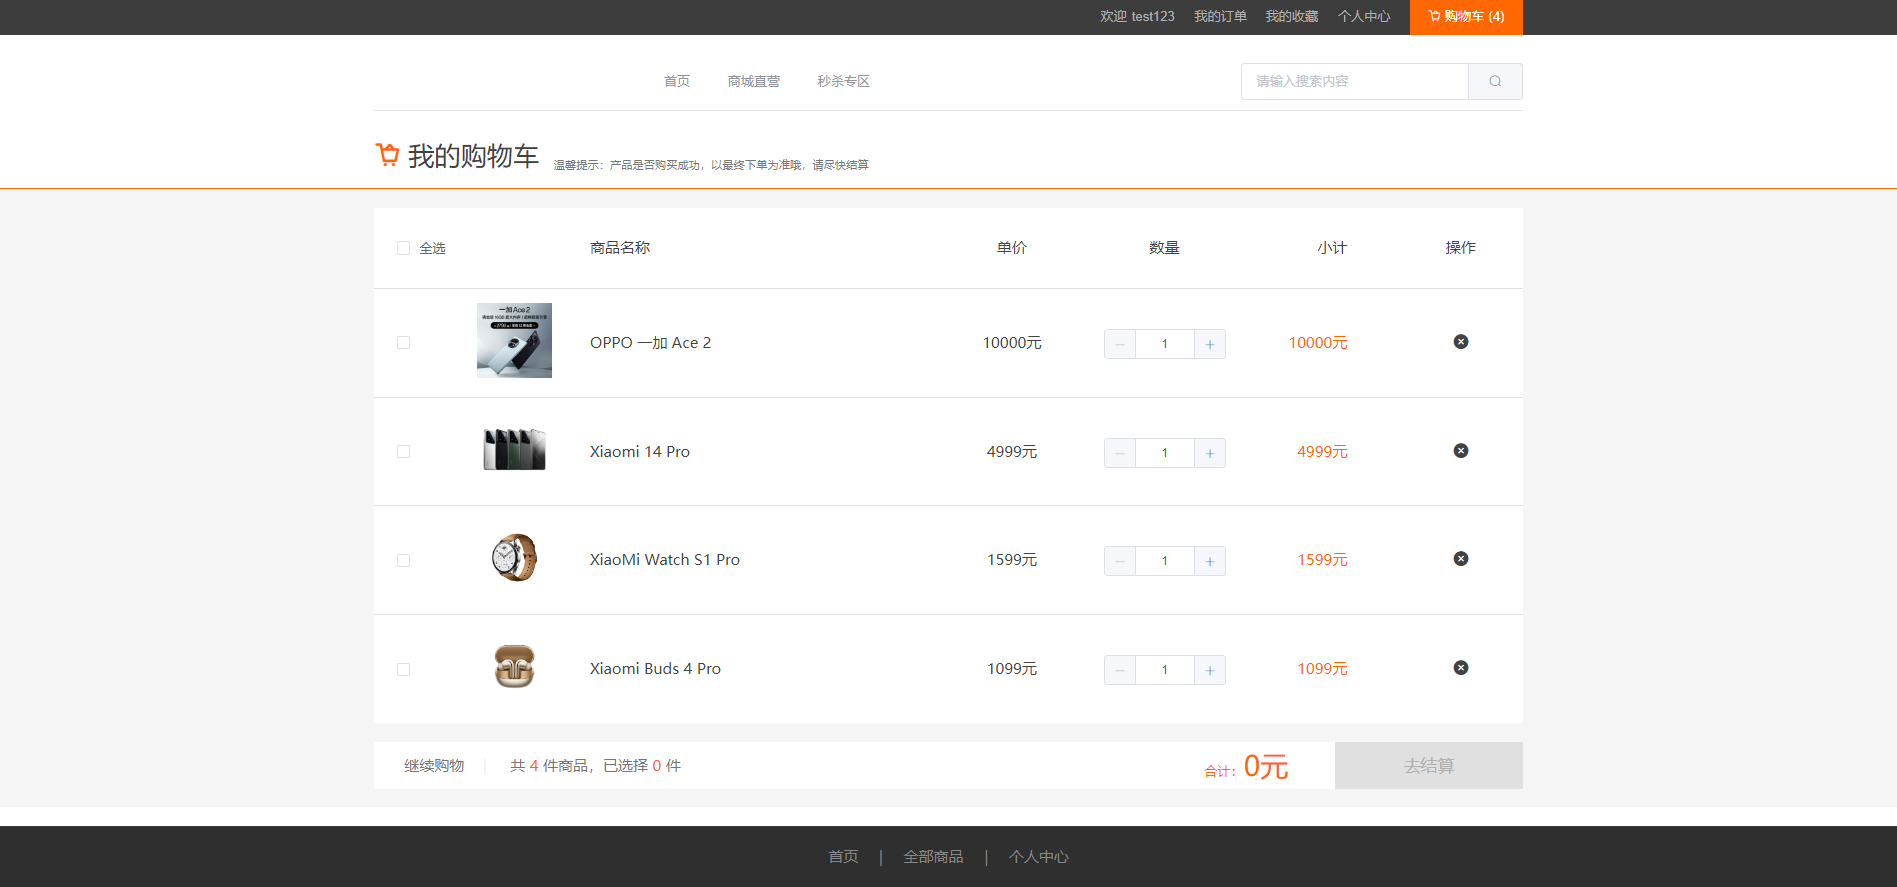 欢迎 test123 我的订单 我的收藏 个人中心 购物车 (4)
首页 商城直营 秒杀专区 请输入搜索内容
我的购物车 温馨提示：产品是否购买成功，以最终下单为准哦，请尽快结算
全选 商品名称 单价 数量 小计 操作
一加 Ace 2
OPPO 一加 Ace 2 10000元 1 10000元
Xiaomi 14 Pro 4999元 1 4999元
XiaoMi Watch S1 Pro 1599元 1 1599元
Xiaomi Buds 4 Pro 1099元 1 1099元
继续购物 共 4 件商品，已选择 0 件 合计：0元 去结算
首页 | 全部商品 | 个人中心